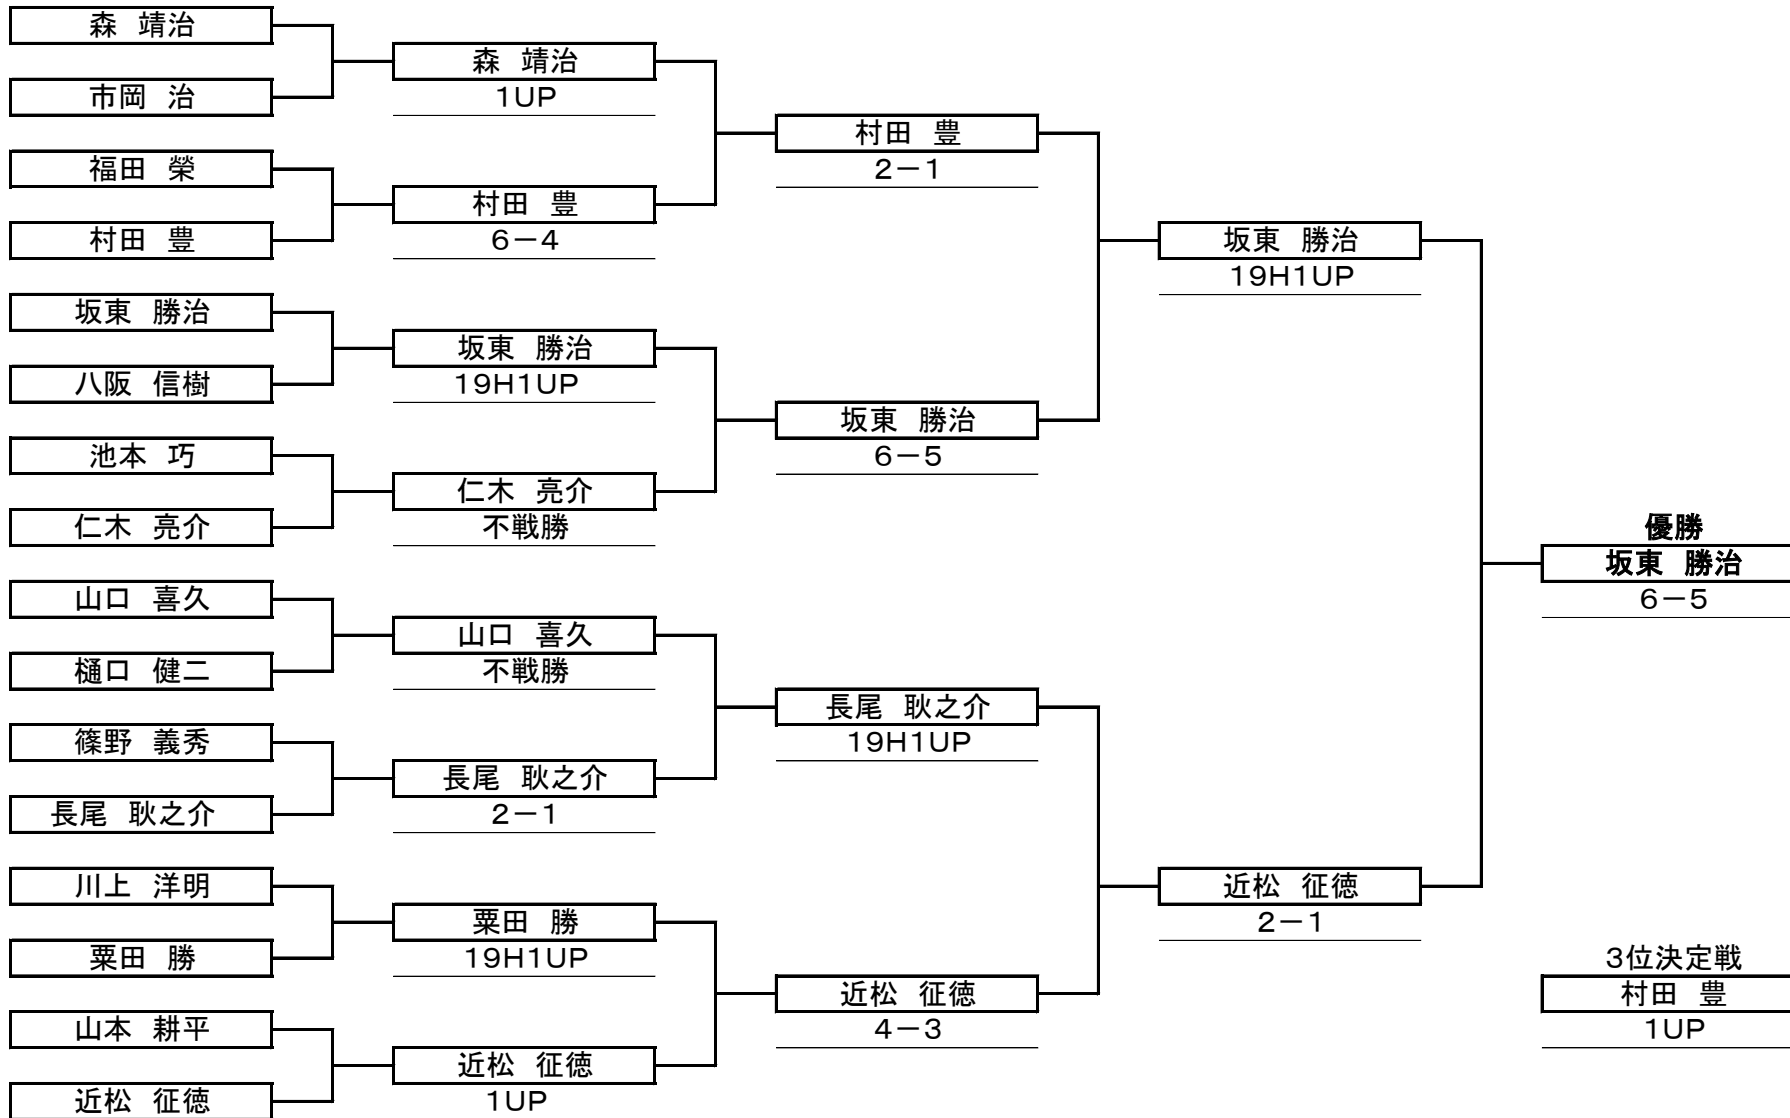 森 靖治
市岡 治
福田 榮
村田 豊
坂東 勝治
八阪 信樹
池本 巧
仁木 亮介
山口 喜久
樋口 健二
篠野 義秀
長尾 耿之介
川上 洋明
粟田 勝
山本 耕平
近松 征徳
森 靖治
1UP
村田 豊
6－4
坂東 勝治
19H1UP
仁木 亮介
不戦勝
山口 喜久
不戦勝
長尾 耿之介
2－1
粟田 勝
19H1UP
近松 征徳
1UP
村田 豊
2－1
坂東 勝治
6－5
長尾 耿之介
19H1UP
近松 征徳
4－3
坂東 勝治
19H1UP
近松 征徳
2－1
優勝
坂東 勝治
6－5
3位決定戦
村田 豊
1UP